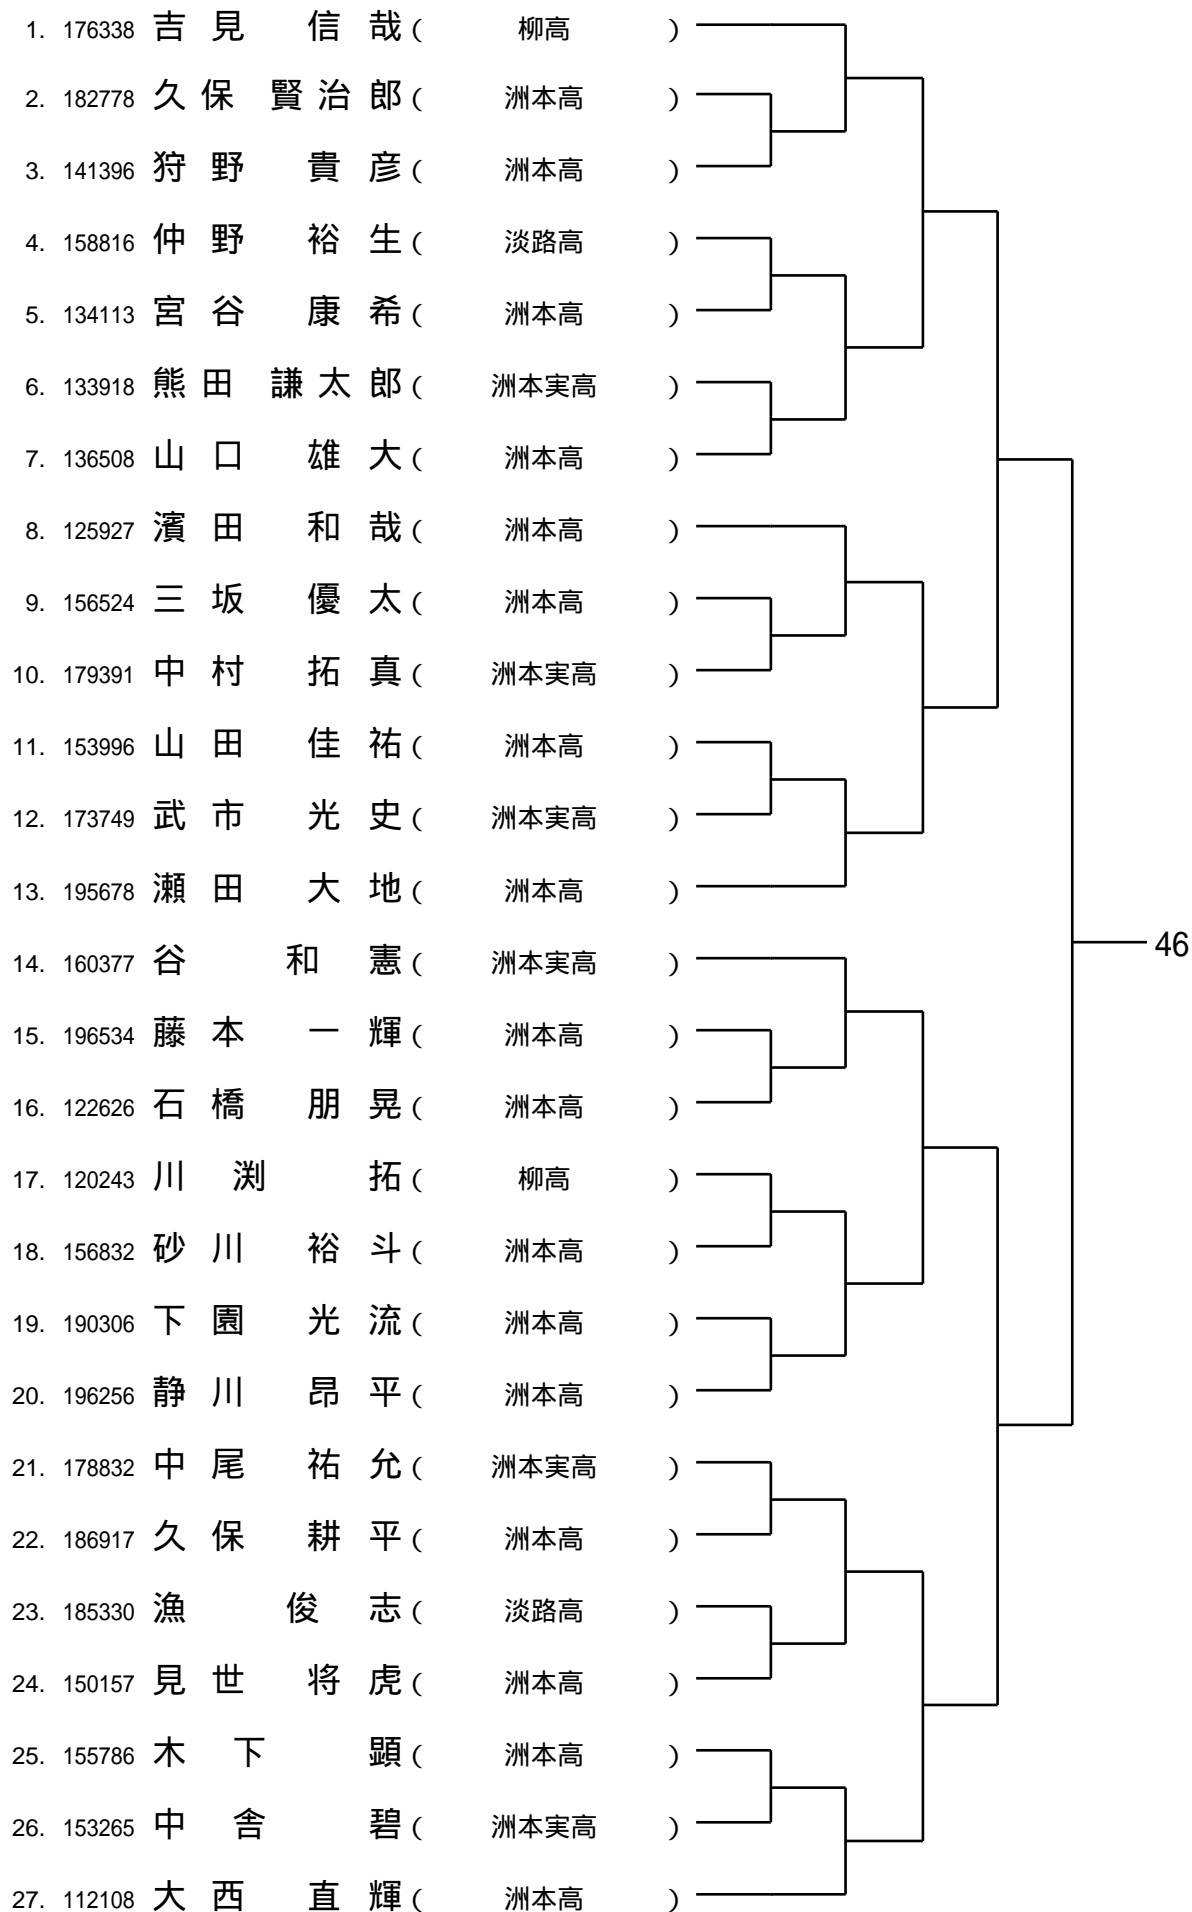 1. 176338 吉見 信哉 ( 柳高 )
2. 182778 久保 賢治郎 ( 洲本高 )
3. 141396 狩野 貴彦 ( 洲本高 )
4. 158816 仲野 裕生 ( 淡路高 )
5. 134113 宮谷 康希 ( 洲本高 )
6. 133918 熊田 謙太郎 ( 洲本実高 )
7. 136508 山口 雄大 ( 洲本高 )
8. 125927 濱田 和哉 ( 洲本高 )
9. 156524 三坂 優太 ( 洲本高 )
10. 179391 中村 拓真 ( 洲本実高 )
11. 153996 山田 佳祐 ( 洲本高 )
12. 173749 武市 光史 ( 洲本実高 )
13. 195678 瀬田 大地 ( 洲本高 )
46
14. 160377 谷 和憲 ( 洲本実高 )
15. 196534 藤本 一輝 ( 洲本高 )
16. 122626 石橋 朋晃 ( 洲本高 )
17. 120243 川渕 拓 ( 柳高 )
18. 156832 砂川 裕斗 ( 洲本高 )
19. 190306 下園 光流 ( 洲本高 )
20. 196256 静川 昂平 ( 洲本高 )
21. 178832 中尾 祐允 ( 洲本実高 )
22. 186917 久保 耕平 ( 洲本高 )
23. 185330 漁 俊志 ( 淡路高 )
24. 150157 見世 将虎 ( 洲本高 )
25. 155786 木下 顕 ( 洲本高 )
26. 153265 中舎 碧 ( 洲本実高 )
27. 112108 大西 直輝 ( 洲本高 )